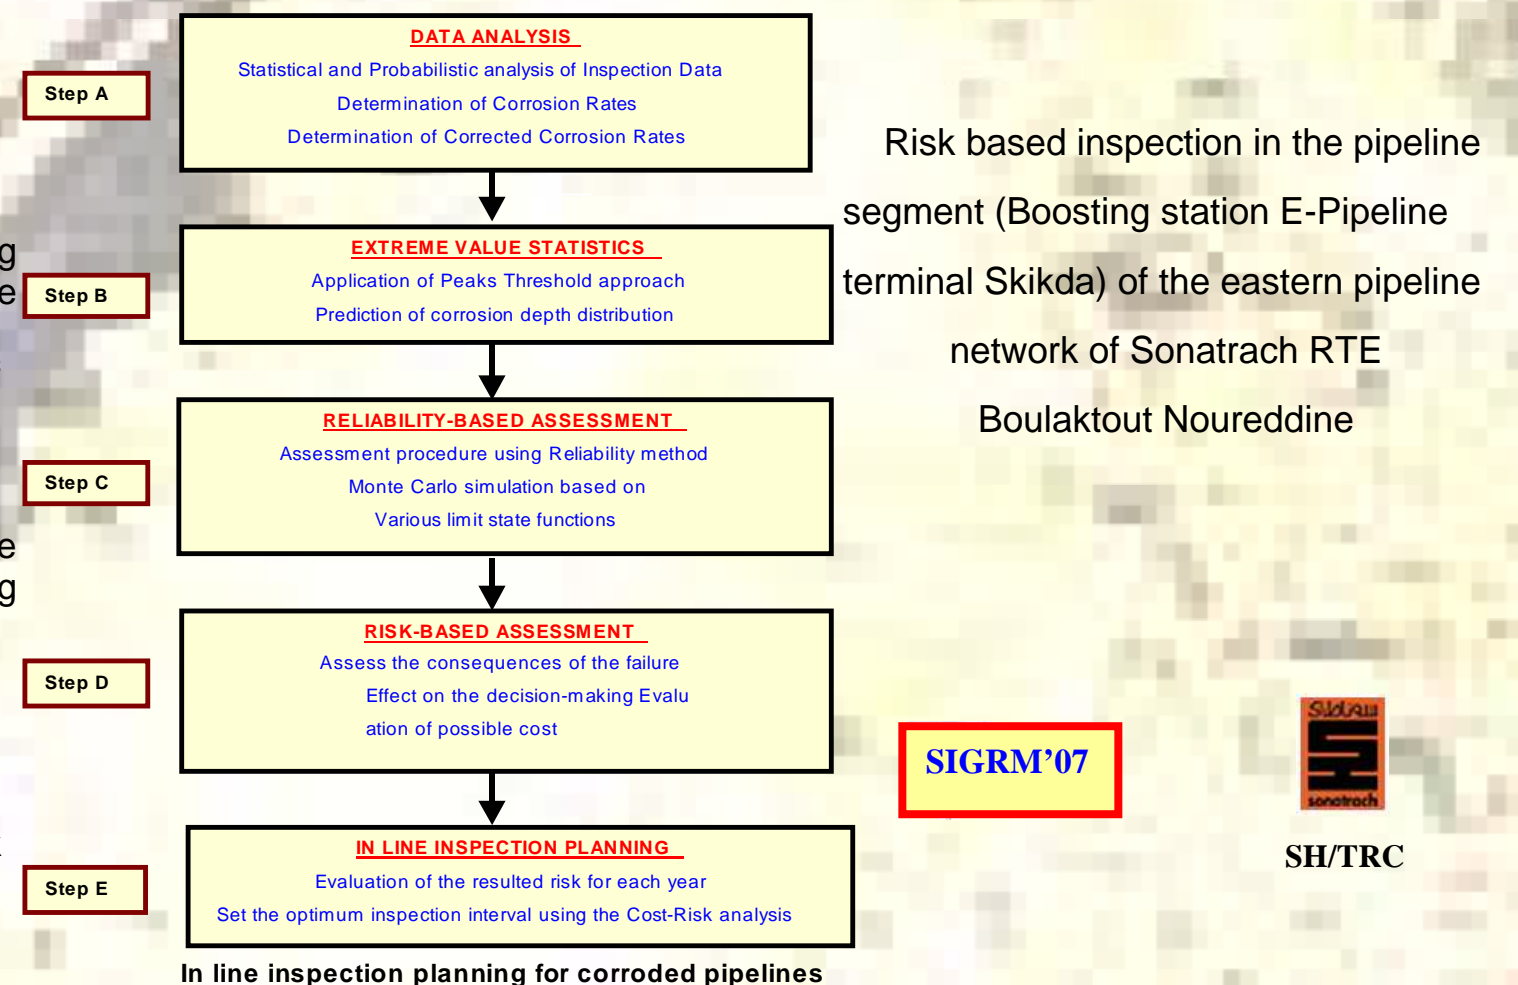 DATA ANALYSIS
Step A
Statistical and Probabilistic analysis of Inspection Data
Determination of Corrosion Rates
Determination of Corrected Corrosion Rates
EXTREME VALUE STATISTICS
Step B
Application of Peaks Threshold approach
Prediction of corrosion depth distribution
RELIABILITY-BASED ASSESSMENT
Step C
Assessment procedure using Reliability method
Monte Carlo simulation based on
Various limit state functions
RISK-BASED ASSESSMENT
Step D
Assess the consequences of the failure
Effect on the decision-making Evalu
ation of possible cost
IN LINE INSPECTION PLANNING
Step E
Evaluation of the resulted risk for each year
Set the optimum inspection interval using the Cost-Risk analysis
In line inspection planning for corroded pipelines
Risk based inspection in the pipeline
segment (Boosting station E-Pipeline
terminal Skikda) of the eastern pipeline
network of Sonatrach RTE
Boulaktout Noureddine
SIGRM’07
sonatrach
SH/TRC